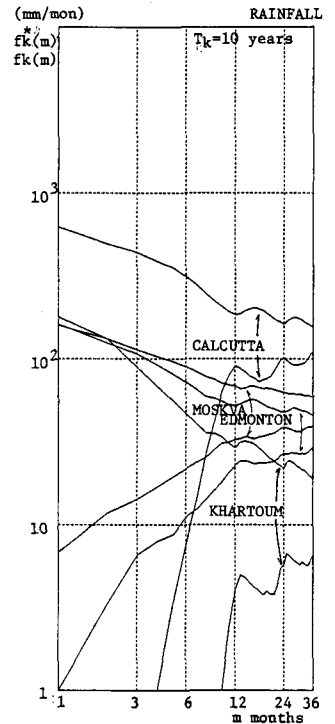 (mm/mon) RAINFALL
f*k(m) Tk=10 years
fk(m)
10³
CALCUTTA
10²
MOSKVA EDMONTON
KHARTOUM
10
1
1 3 6 12 24 36
m months